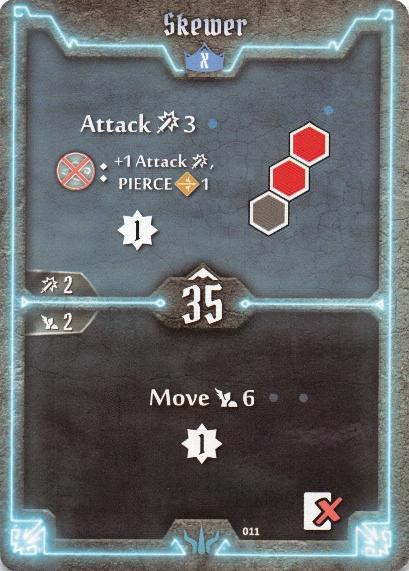 Skewer
X
Attack 3
: +1 Attack ,
PIERCE 1
1
2
35
2
Move 6
1
011